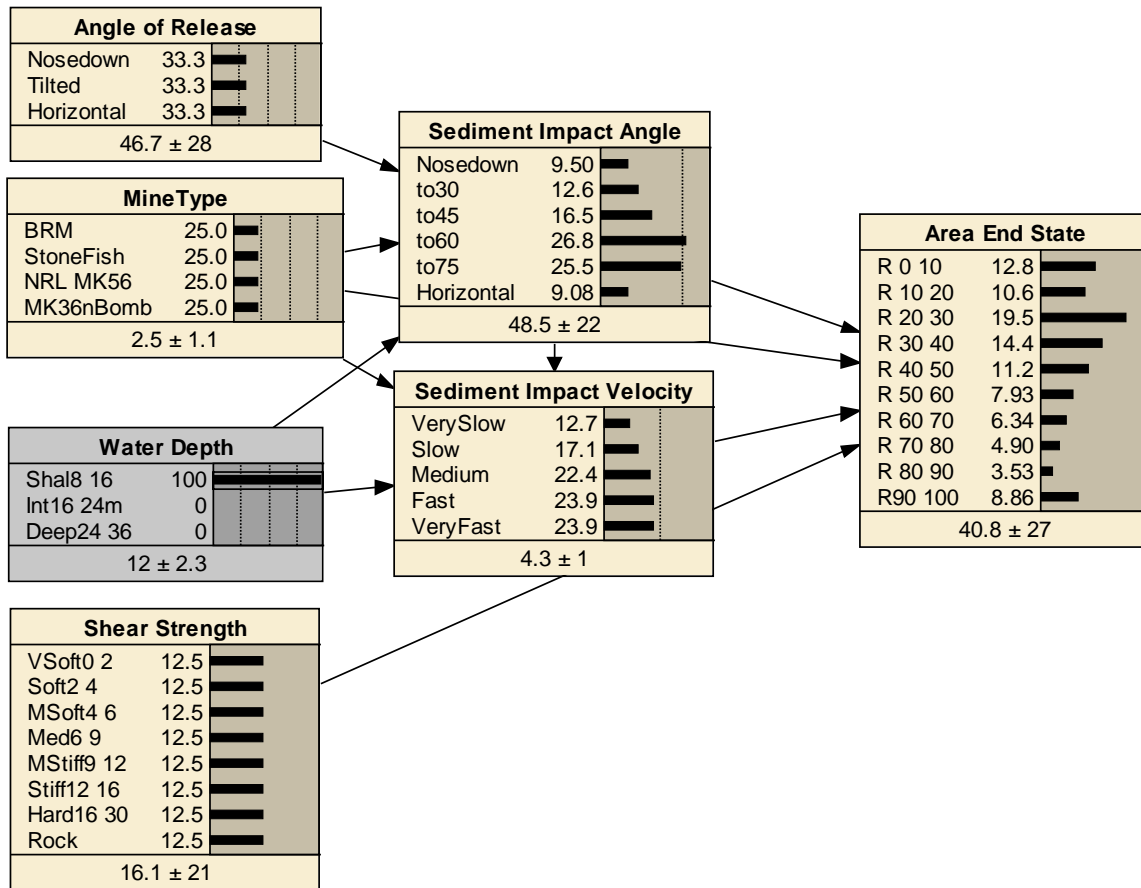 Angle of Release
Nosedown 33.3
Tilted 33.3
Horizontal 33.3
46.7 ± 28
MineType
BRM 25.0
StoneFish 25.0
NRL MK56 25.0
MK36nBomb 25.0
2.5 ± 1.1
Water Depth
Shal8 16 100
Int16 24m 0
Deep24 36 0
12 ± 2.3
Shear Strength
VSoft0 2 12.5
Soft2 4 12.5
MSoft4 6 12.5
Med6 9 12.5
MStiff9 12 12.5
Stiff12 16 12.5
Hard16 30 12.5
Rock 12.5
16.1 ± 21
Sediment Impact Angle
Nosedown 9.50
to30 12.6
to45 16.5
to60 26.8
to75 25.5
Horizontal 9.08
48.5 ± 22
Sediment Impact Velocity
VerySlow 12.7
Slow 17.1
Medium 22.4
Fast 23.9
VeryFast 23.9
4.3 ± 1
Area End State
R 0 10 12.8
R 10 20 10.6
R 20 30 19.5
R 30 40 14.4
R 40 50 11.2
R 50 60 7.93
R 60 70 6.34
R 70 80 4.90
R 80 90 3.53
R90 100 8.86
40.8 ± 27